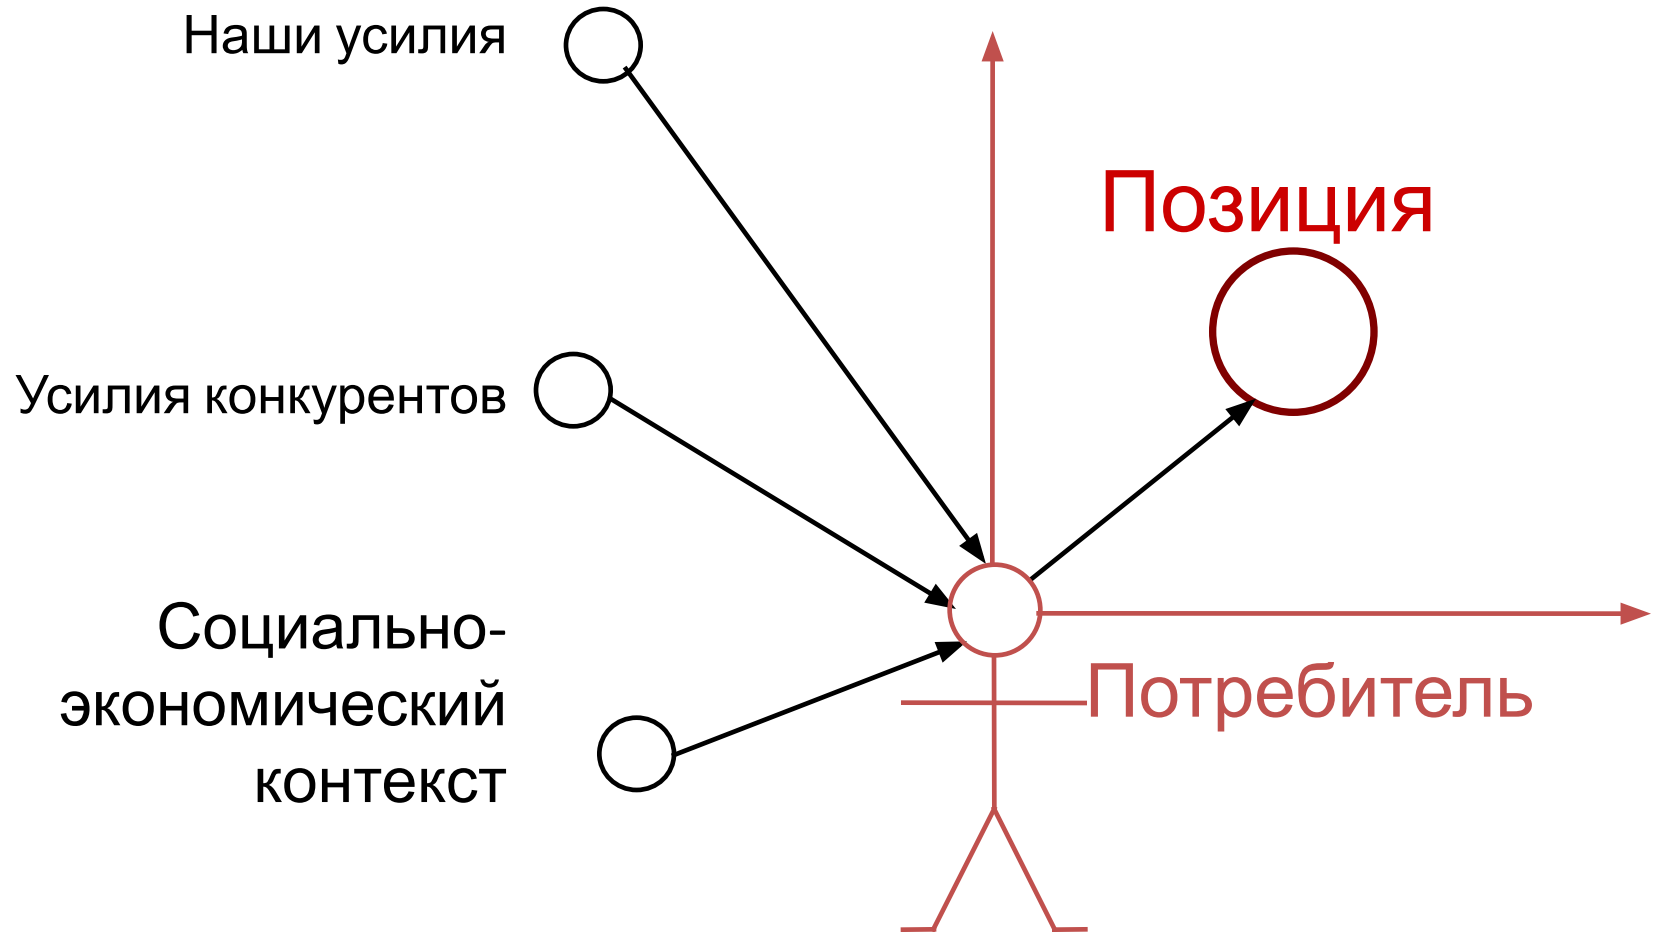 Наши усилия
Позиция
Усилия конкурентов
Социально-
экономический
контекст
Потребитель